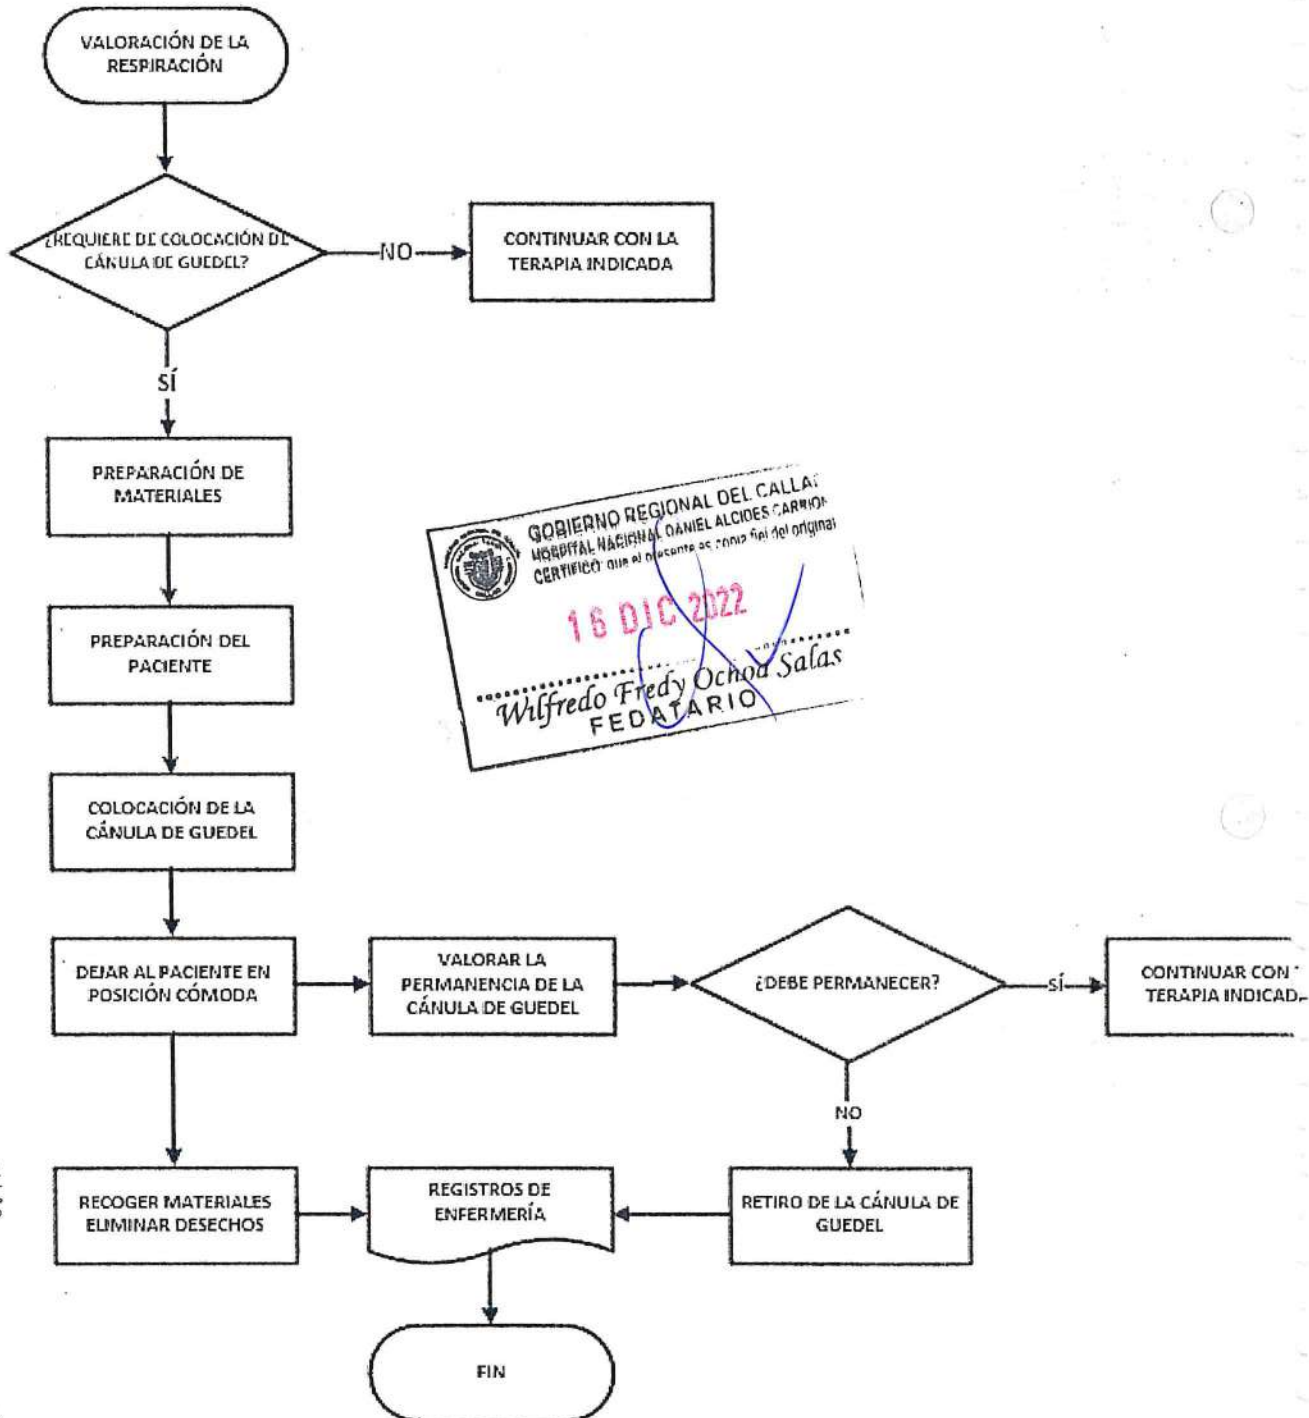 VALORACIÓN DE LA
RESPIRACIÓN
¿REQUIERE DE COLOCACIÓN DE
CÁNULA DE GUEDEL?
NO
CONTINUAR CON LA
TERAPIA INDICADA
SÍ
PREPARACIÓN DE
MATERIALES
GOBIERNO REGIONAL DEL CALLA
HOSPITAL NACIONAL DANIEL ALCIDES CARRION
CERTIFICO: que el presente es copia fiel del original
16 DIC 2022
Wilfredo Fredy Ochoa Salas
FEDATARIO
PREPARACIÓN DEL
PACIENTE
COLOCACIÓN DE LA
CÁNULA DE GUEDEL
DEJAR AL PACIENTE EN
POSICIÓN CÓMODA
VALORAR LA
PERMANENCIA DE LA
CÁNULA DE GUEDEL
¿DEBE PERMANECER?
SÍ
CONTINUAR CON
TERAPIA INDICAD
NO
RECOGER MATERIALES
ELIMINAR DESECHOS
REGISTROS DE
ENFERMERÍA
RETIRO DE LA CÁNULA DE
GUEDEL
FIN